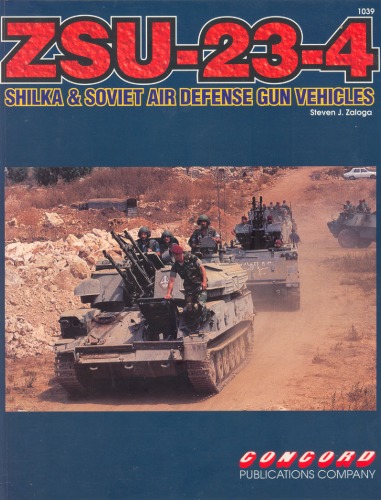 1039
ZSU-23-4
SHILKA & SOVIET AIR DEFENSE GUN VEHICLES
Steven J. Zaloga
CONCORD
PUBLICATIONS COMPANY